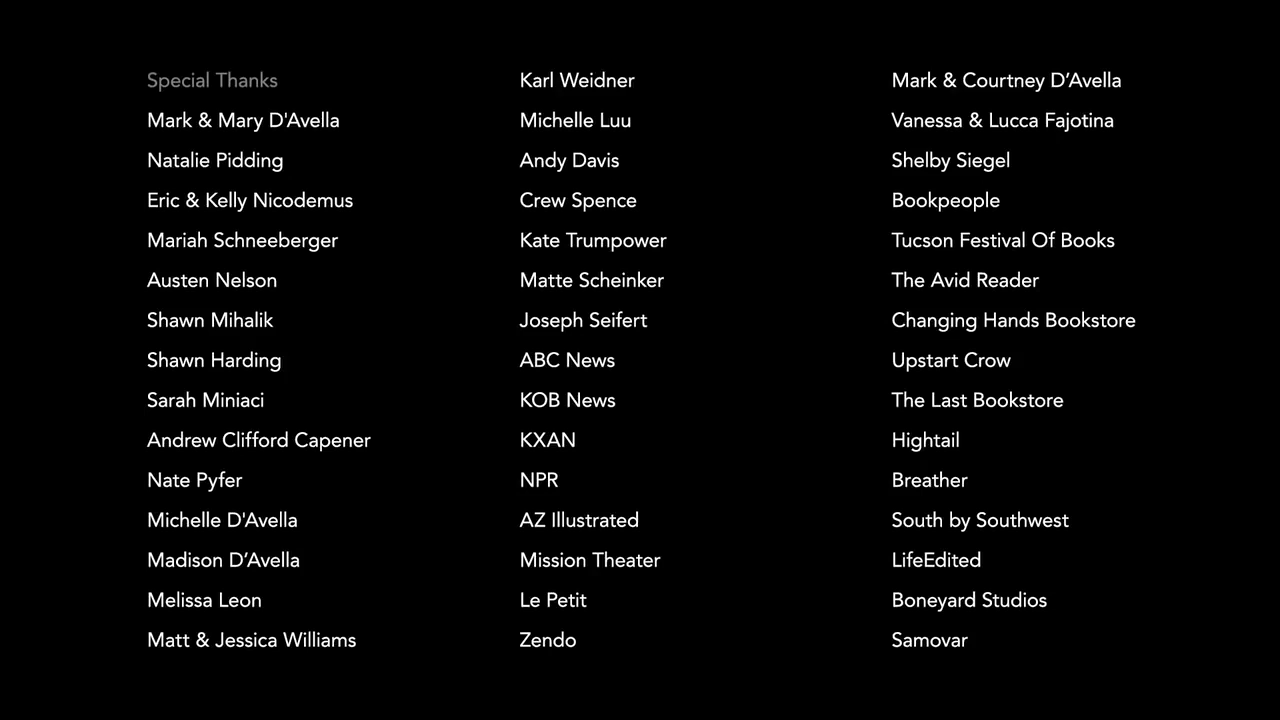 Special Thanks
Mark & Mary D'Avella
Natalie Pidding
Eric & Kelly Nicodemus
Mariah Schneeberger
Austen Nelson
Shawn Mihalik
Shawn Harding
Sarah Miniaci
Andrew Clifford Capener
Nate Pyfer
Michelle D'Avella
Madison D’Avella
Melissa Leon
Matt & Jessica Williams
Karl Weidner
Michelle Luu
Andy Davis
Crew Spence
Kate Trumpower
Matte Scheinker
Joseph Seifert
ABC News
KOB News
KXAN
NPR
AZ Illustrated
Mission Theater
Le Petit
Zendo
Mark & Courtney D’Avella
Vanessa & Lucca Fajotina
Shelby Siegel
Bookpeople
Tucson Festival Of Books
The Avid Reader
Changing Hands Bookstore
Upstart Crow
The Last Bookstore
Hightail
Breather
South by Southwest
LifeEdited
Boneyard Studios
Samovar